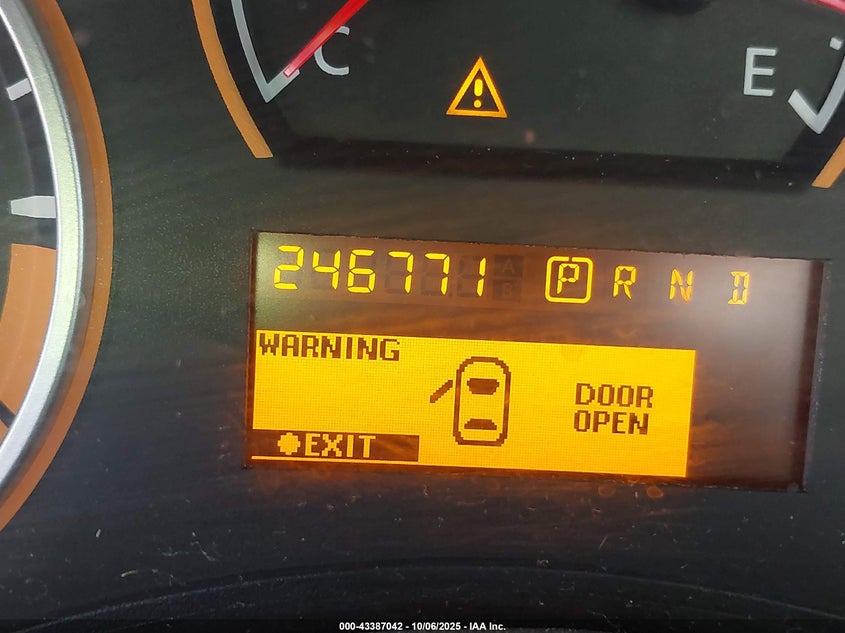 C
E
246771 P R N D
WARNING
DOOR
OPEN
EXIT
000-43387042 - 10/06/2025 - IAA Inc.